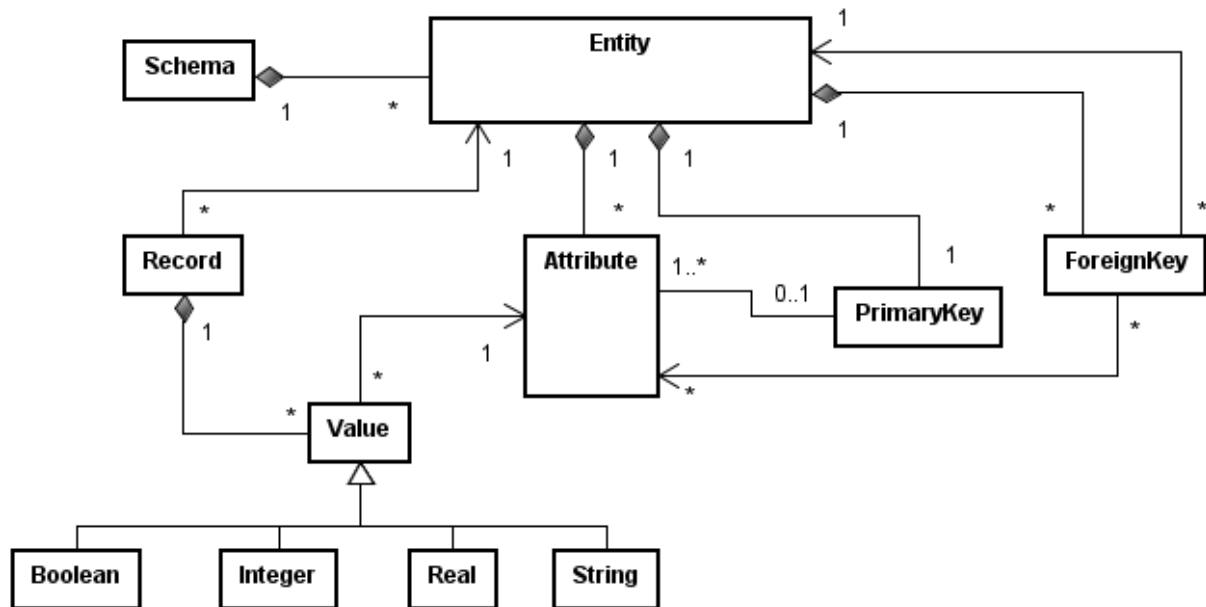 1
Entity
Schema
1
*
1
1
1
1
*
*
*
*
Record
Attribute
1..*
1
ForeignKey
0..1
PrimaryKey
1
1
*
*
*
*
Value
Boolean
Integer
Real
String